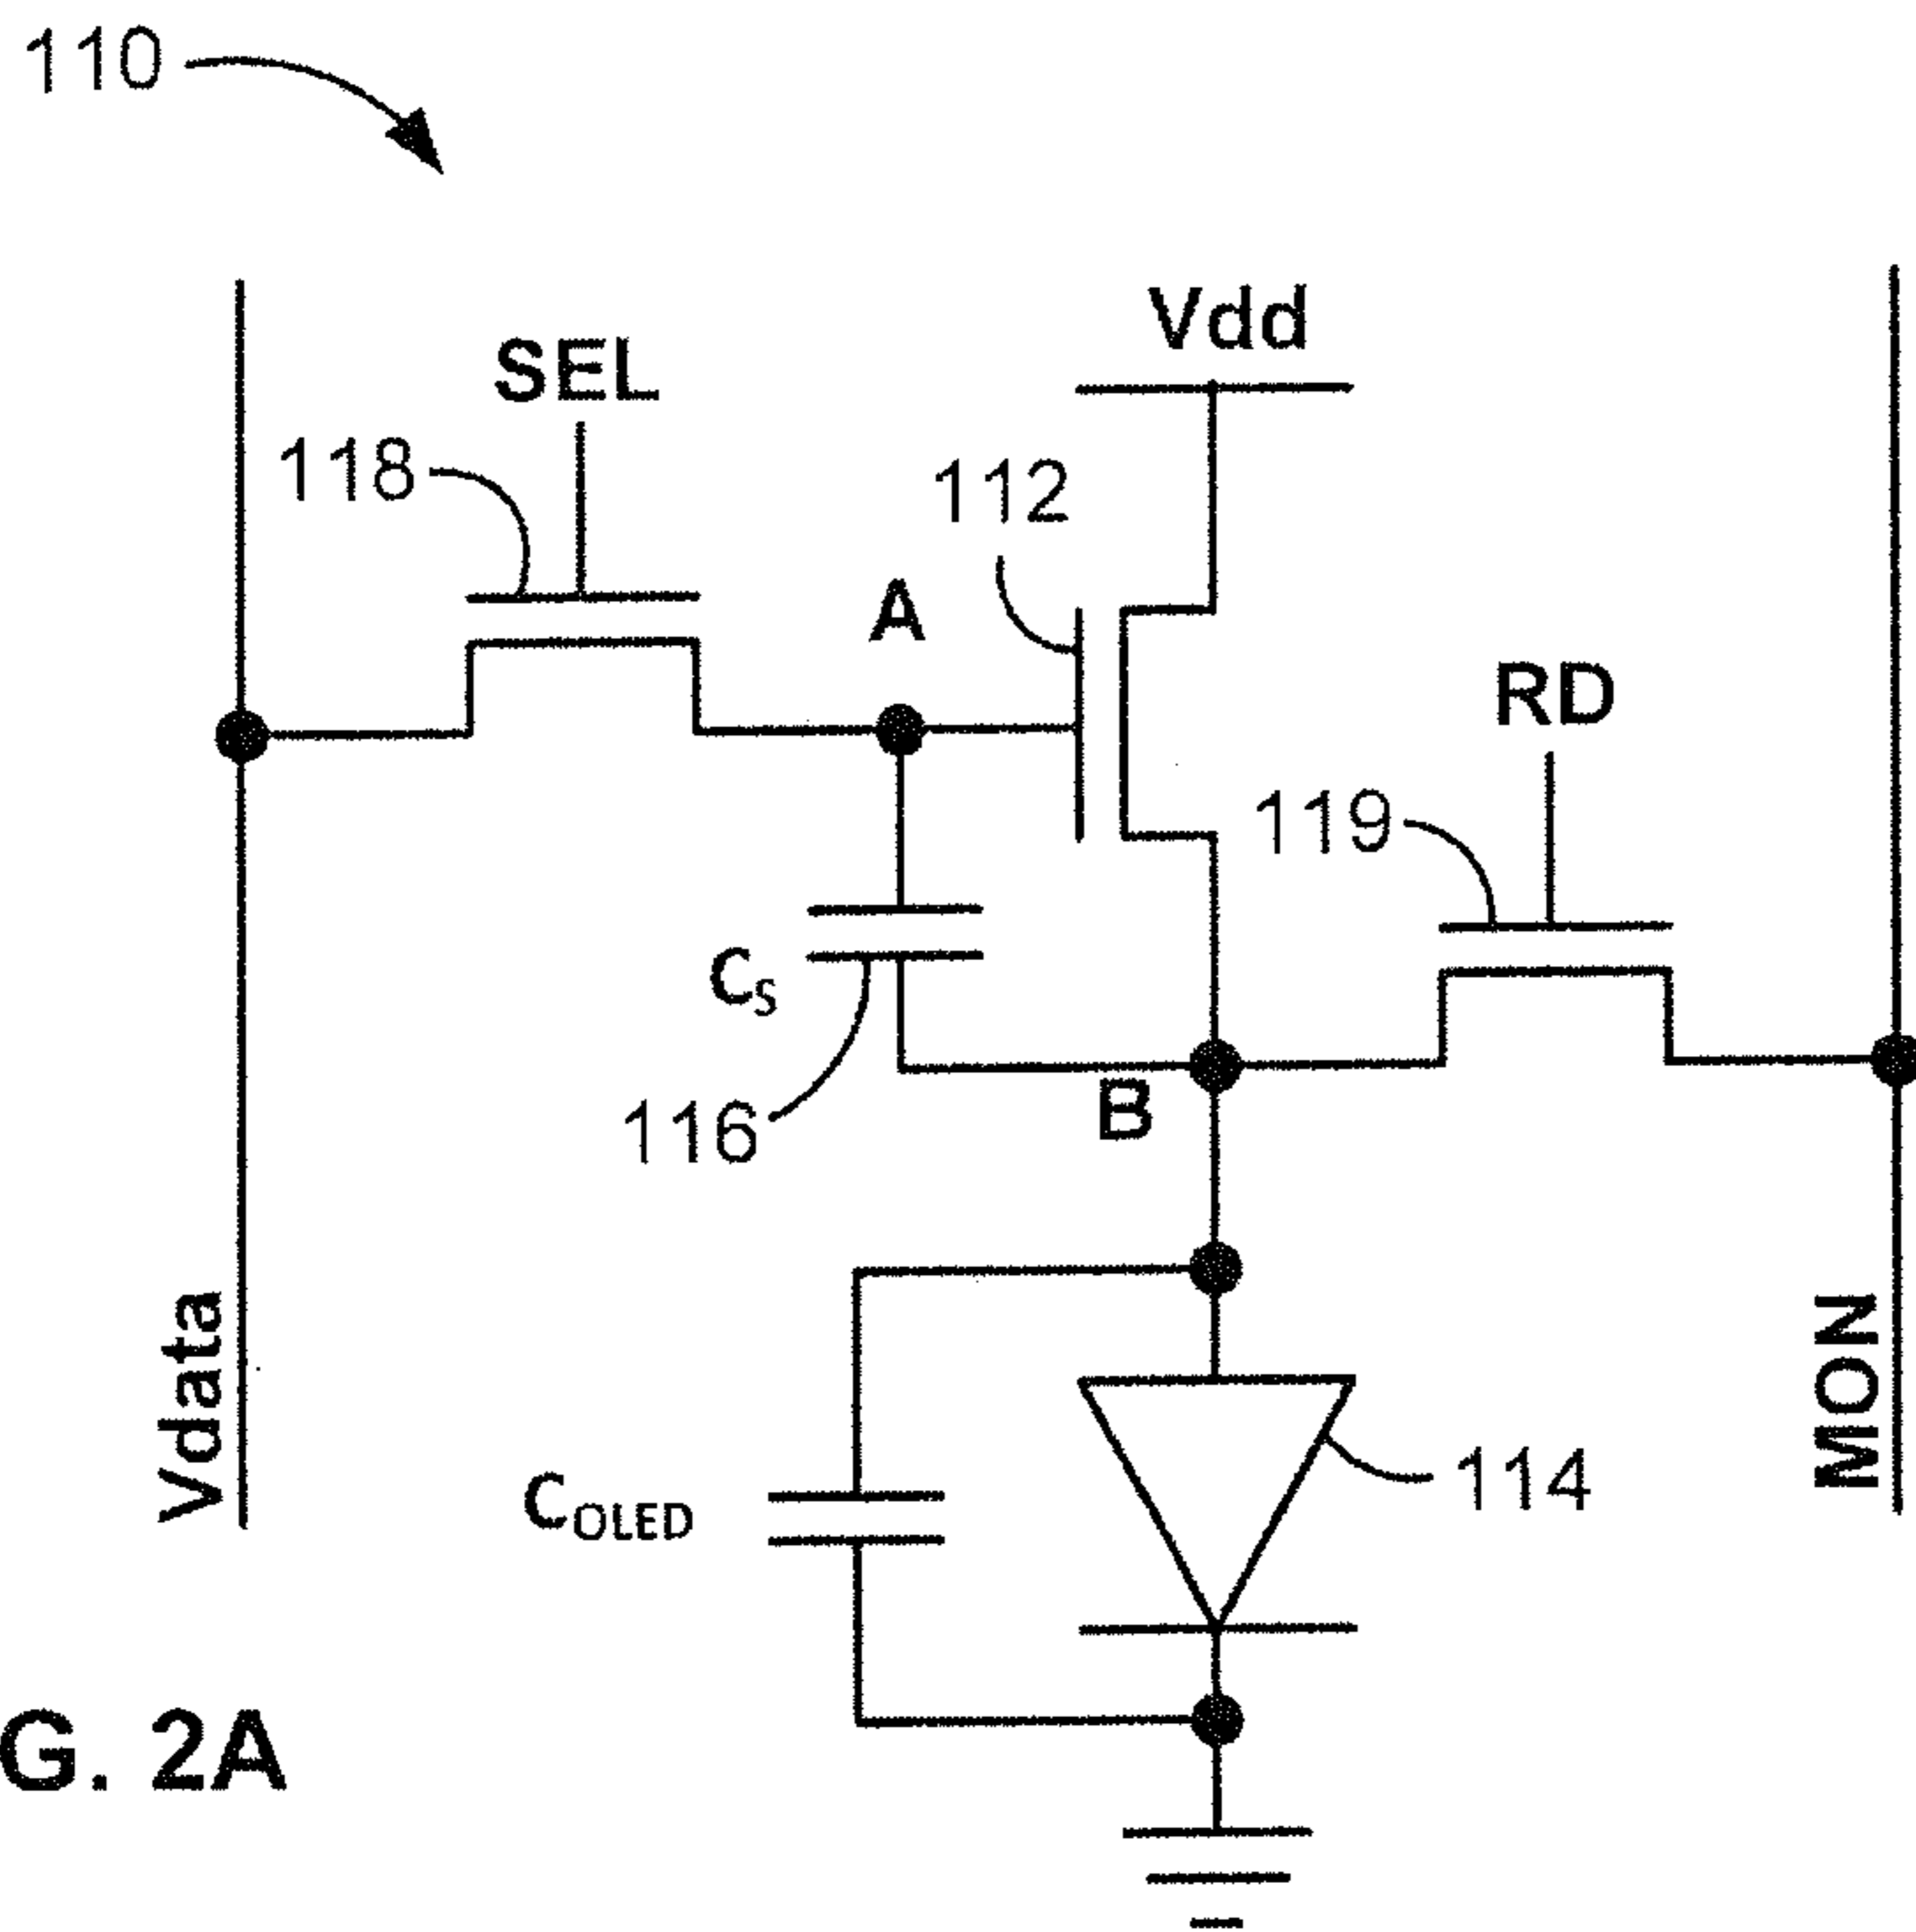 110
Vdd
SEL
118
112
A
RD
119
CS
116
B
Vdata
MON
COLED
114
G. 2A